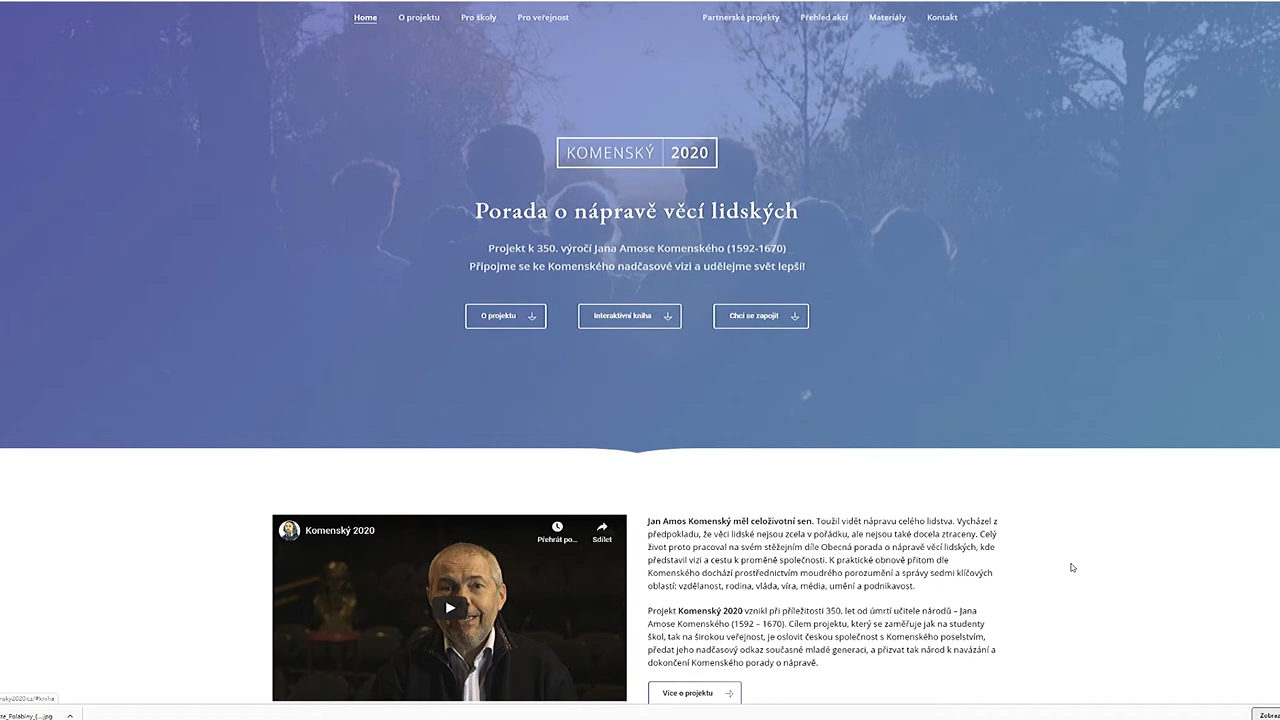 Home O projektu Pro školy Pro veřejnost Partnerské projekty Přehled akcí Materiály Kontakt
KOMENSKÝ 2020
Porada o nápravě věcí lidských
Projekt k 350. výročí Jana Amose Komenského (1592-1670)
Připojme se ke Komenského nadčasové vizi a udělejme svět lepší!
O projektu Interaktivní kniha Chci se zapojit
Komenský 2020
Přehrát po... Sdílet
Jan Amos Komenský měl celoživotní sen. Toužil vidět nápravu celého lidstva. Vycházel z
předpokladu, že věci lidské nejsou zcela v pořádku, ale nejsou také docela ztraceny. Celý
život proto pracoval na svém stěžejním díle Obecná porada o nápravě věcí lidských, kde
představil vizi a cestu k proměně společnosti. K praktické obnově přitom dle
Komenského dochází prostřednictvím moudrého porozumění a správy sedmi klíčových
oblastí: vzdělanost, rodina, vláda, víra, média, umění a podnikavost.
Projekt Komenský 2020 vznikl při příležitosti 350. let od úmrtí učitele národů – Jana
Amose Komenského (1592 – 1670). Cílem projektu, který se zaměřuje jak na studenty
škol, tak na širokou veřejnost, je oslovit českou společnost s Komenského poselstvím,
předat jeho nadčasový odkaz současné mladé generaci, a přizvat tak národ k navázání a
dokončení Komenského porady o nápravě.
Více o projektu
nsky2020.cz/#kniha
te_Polabiny_(...jpg
Zobraz